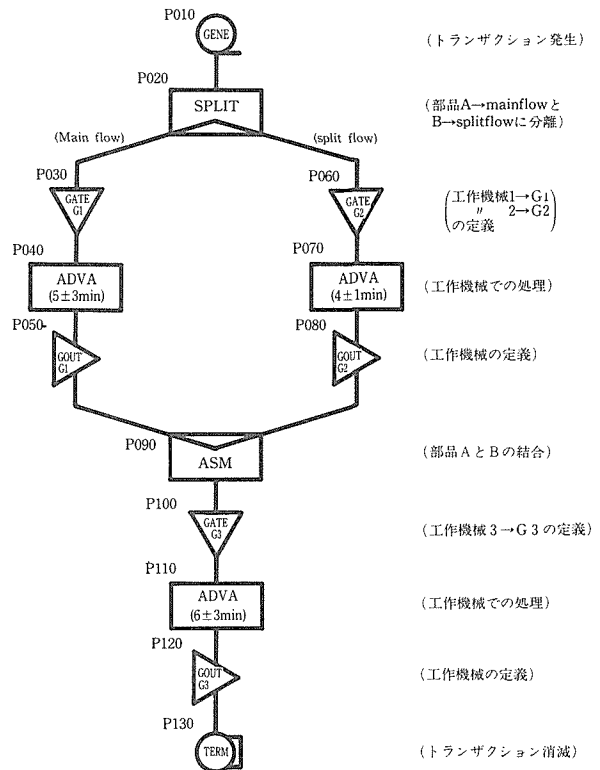 P010
GENE
(トランザクション発生)
P020
SPLIT
(部品A→mainflowと
B→splitflowに分離)
(Main flow)
(split flow)
P030
GATE
G1
P060
GATE
G2
(工作機械1→G1
〃 2→G2
の定義)
P040
ADVA
(5±3min)
P070
ADVA
(4±1min)
(工作機械での処理)
P050
GOUT
G1
P080
GOUT
G2
(工作機械の定義)
P090
ASM
(部品AとBの結合)
P100
GATE
G3
(工作機械3→G3の定義)
P110
ADVA
(6±3min)
(工作機械での処理)
P120
GOUT
G3
(工作機械の定義)
P130
TERM
(トランザクション消滅)